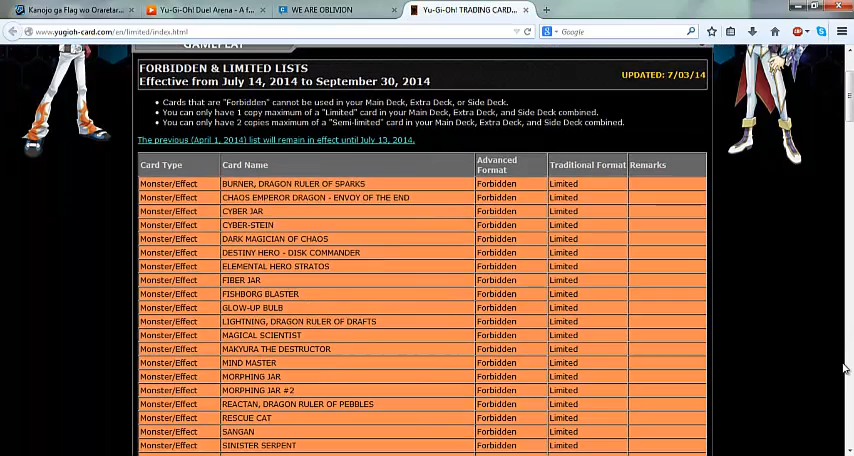 Kanojo ga Flag wo Oraretar...
Yu-Gi-Oh! Duel Arena - A f...
WE ARE OBLIVION
Yu-Gi-Oh! TRADING CARD...
www.yugioh-card.com/en/limited/index.html
Google
GAMEPLAY
FORBIDDEN & LIMITED LISTS
Effective from July 14, 2014 to September 30, 2014
UPDATED: 7/03/14
Cards that are "Forbidden" cannot be used in your Main Deck, Extra Deck, or Side Deck.
You can only have 1 copy maximum of a "Limited" card in your Main Deck, Extra Deck, and Side Deck combined.
You can only have 2 copies maximum of a "Semi-limited" card in your Main Deck, Extra Deck, and Side Deck combined.
The previous (April 1, 2014) list will remain in effect until July 13, 2014.
Card Type Card Name Advanced Format Traditional Format Remarks
Monster/Effect BURNER, DRAGON RULER OF SPARKS Forbidden Limited
Monster/Effect CHAOS EMPEROR DRAGON - ENVOY OF THE END Forbidden Limited
Monster/Effect CYBER JAR Forbidden Limited
Monster/Effect CYBER-STEIN Forbidden Limited
Monster/Effect DARK MAGICIAN OF CHAOS Forbidden Limited
Monster/Effect DESTINY HERO - DISK COMMANDER Forbidden Limited
Monster/Effect ELEMENTAL HERO STRATOS Forbidden Limited
Monster/Effect FIBER JAR Forbidden Limited
Monster/Effect FISHBORG BLASTER Forbidden Limited
Monster/Effect GLOW-UP BULB Forbidden Limited
Monster/Effect LIGHTNING, DRAGON RULER OF DRAFTS Forbidden Limited
Monster/Effect MAGICAL SCIENTIST Forbidden Limited
Monster/Effect MAKYURA THE DESTRUCTOR Forbidden Limited
Monster/Effect MIND MASTER Forbidden Limited
Monster/Effect MORPHING JAR Forbidden Limited
Monster/Effect MORPHING JAR #2 Forbidden Limited
Monster/Effect REACTAN, DRAGON RULER OF PEBBLES Forbidden Limited
Monster/Effect RESCUE CAT Forbidden Limited
Monster/Effect SANGAN Forbidden Limited
Monster/Effect SINISTER SERPENT Forbidden Limited